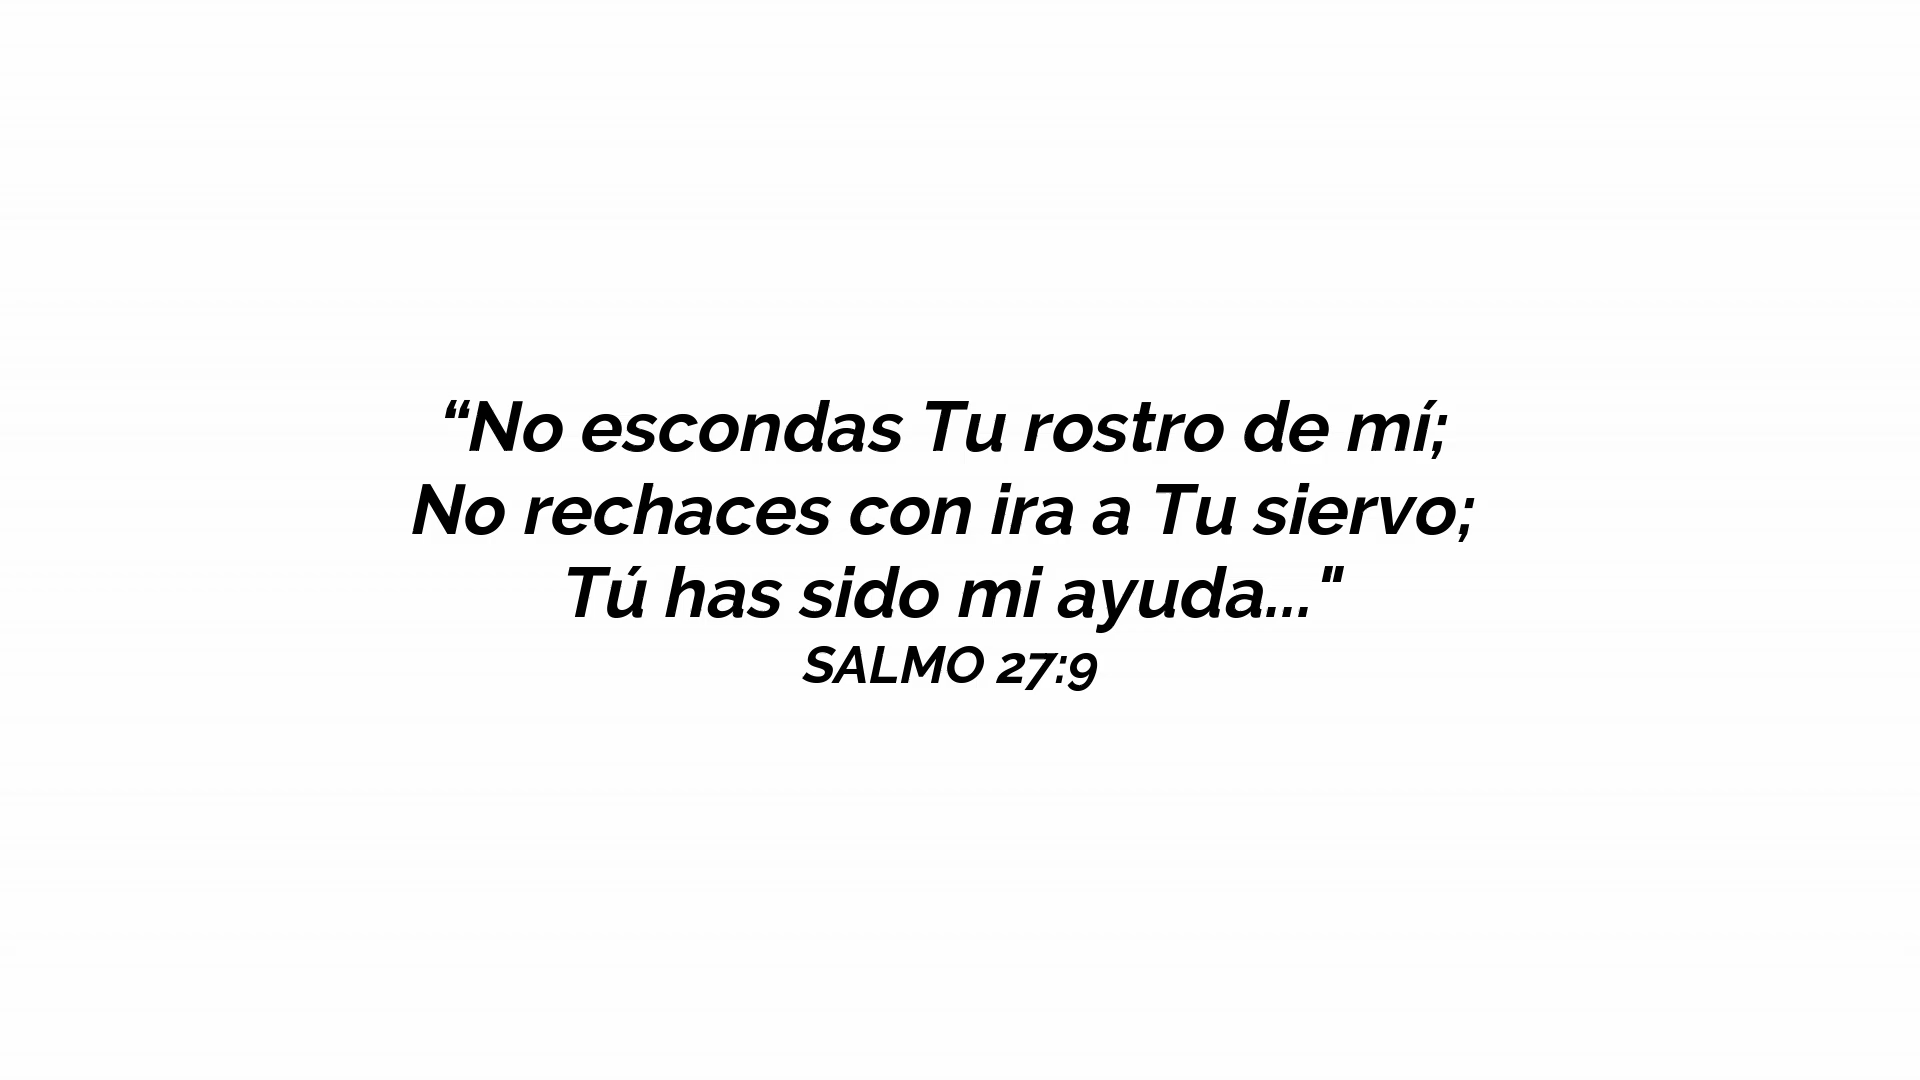 “No escondas Tu rostro de mí;
No rechaces con ira a Tu siervo;
Tú has sido mi ayuda..."
SALMO 27:9